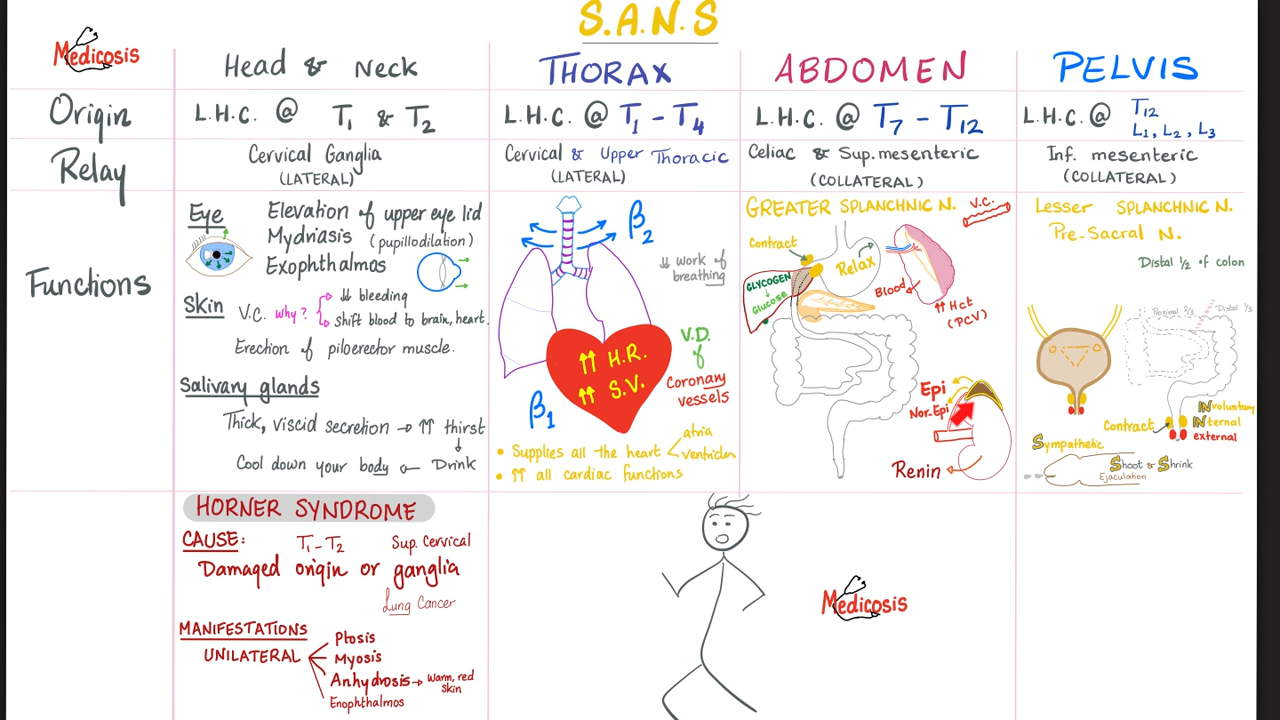 S.A.N.S
Medicosis
Head & Neck
THORAX
ABDOMEN
PELVIS
Origin
L.H.C. @ T1 & T2
L.H.C. @ T1 - T4
L.H.C. @ T7 - T12
L.H.C. @ T12
L1, L2, L3
Relay
Cervical Ganglia
(LATERAL)
Cervical & Upper Thoracic
(LATERAL)
Celiac & Sup. mesenteric
(COLLATERAL)
Inf. mesenteric
(COLLATERAL)
Functions
Eye
Elevation of upper eye lid
Mydriasis (pupillodilation)
Exophthalmos
Skin
V.C. why?
↓↓ bleeding
shift blood to brain, heart.
Erection of piloerector muscle.
Salivary glands
Thick, viscid secretion → ↑↑ thirst
↓
Cool down your body ← Drink
β2
↓↓ work of
breathing
↑↑ H.R.
↑↑ S.V.
V.D.
of
Coronary
vessels
β1
• Supplies all the heart < atria
ventricles
• ↑↑ all cardiac functions
GREATER SPLANCHNIC N.
V.C.
Contract
Relax
GLYCOGEN
↓
Glucose
Blood
↑↑ Hct
(PCV)
Epi
Nor.Epi
Renin
Lesser SPLANCHNIC N.
Pre-Sacral N.
Distal 1/2 of colon
Proximal 2/3
Distal 1/3
Contract
INvoluntary
INternal
external
Sympathetic
Shoot & Shrink
Ejaculation
HORNER SYNDROME
CAUSE: T1-T2 Sup. Cervical
Damaged origin or ganglia
Lung Cancer
MANIFESTATIONS
UNILATERAL
Ptosis
Myosis
Anhydrosis → warm, red
skin
Enophthalmos
Medicosis